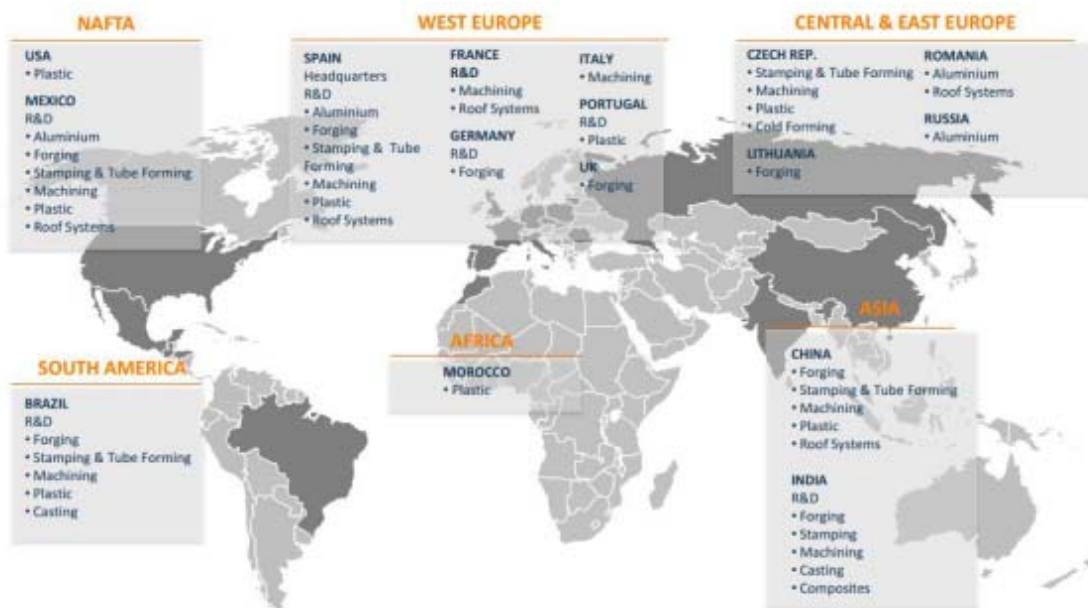 NAFTA
USA
• Plastic
MEXICO
R&D
• Aluminium
• Forging
• Stamping & Tube Forming
• Machining
• Plastic
• Roof Systems
WEST EUROPE
SPAIN
Headquarters
R&D
• Aluminium
• Forging
• Stamping & Tube
Forming
• Machining
• Plastic
• Roof Systems
FRANCE
R&D
• Machining
• Roof Systems
GERMANY
R&D
• Forging
ITALY
• Machining
PORTUGAL
R&D
• Plastic
UK
• Forging
CENTRAL & EAST EUROPE
CZECH REP.
• Stamping & Tube Forming
• Machining
• Plastic
• Cold Forming
LITHUANIA
• Forging
ROMANIA
• Aluminium
• Roof Systems
RUSSIA
• Aluminium
SOUTH AMERICA
BRAZIL
R&D
• Forging
• Stamping & Tube Forming
• Machining
• Plastic
• Casting
AFRICA
MOROCCO
• Plastic
ASIA
CHINA
• Forging
• Stamping & Tube Forming
• Machining
• Plastic
• Roof Systems
INDIA
R&D
• Forging
• Stamping
• Machining
• Casting
• Composites